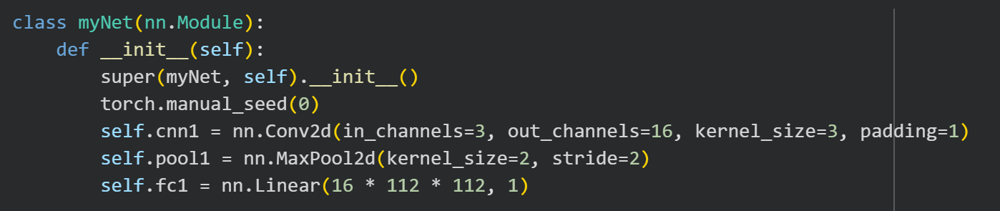 class myNet(nn.Module):
    def __init__(self):
        super(myNet, self).__init__()
        torch.manual_seed(0)
        self.cnn1 = nn.Conv2d(in_channels=3, out_channels=16, kernel_size=3, padding=1)
        self.pool1 = nn.MaxPool2d(kernel_size=2, stride=2)
        self.fc1 = nn.Linear(16 * 112 * 112, 1)